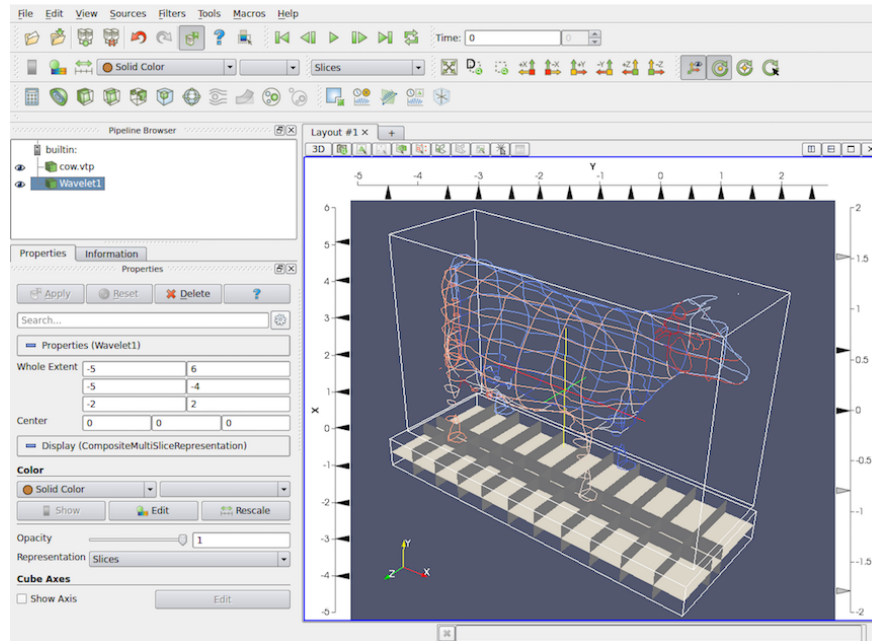 File Edit View Sources Filters Tools Macros Help
Time: 0 0
Solid Color Slices
+X -X +Y -Y +Z -Z
Pipeline Browser
builtin:
cow.vtp
Wavelet1
Properties Information
Properties
Apply Reset Delete ?
Search...
Properties (Wavelet1)
Whole Extent -5 6
-5 -4
-2 2
Center 0 0 0
Display (CompositeMultiSliceRepresentation)
Color
Solid Color
Show Edit Rescale
Opacity 1
Representation Slices
Cube Axes
Show Axis Edit
Layout #1 × +
3D
Y
-5 -4 -3 -2 -1 0 1 2
6
5
4
3
2
1
X
0
-1
-2
-3
-4
-5
2
1.5
1
0.5
0
-0.5
-1
-1.5
-2
Y
Z X